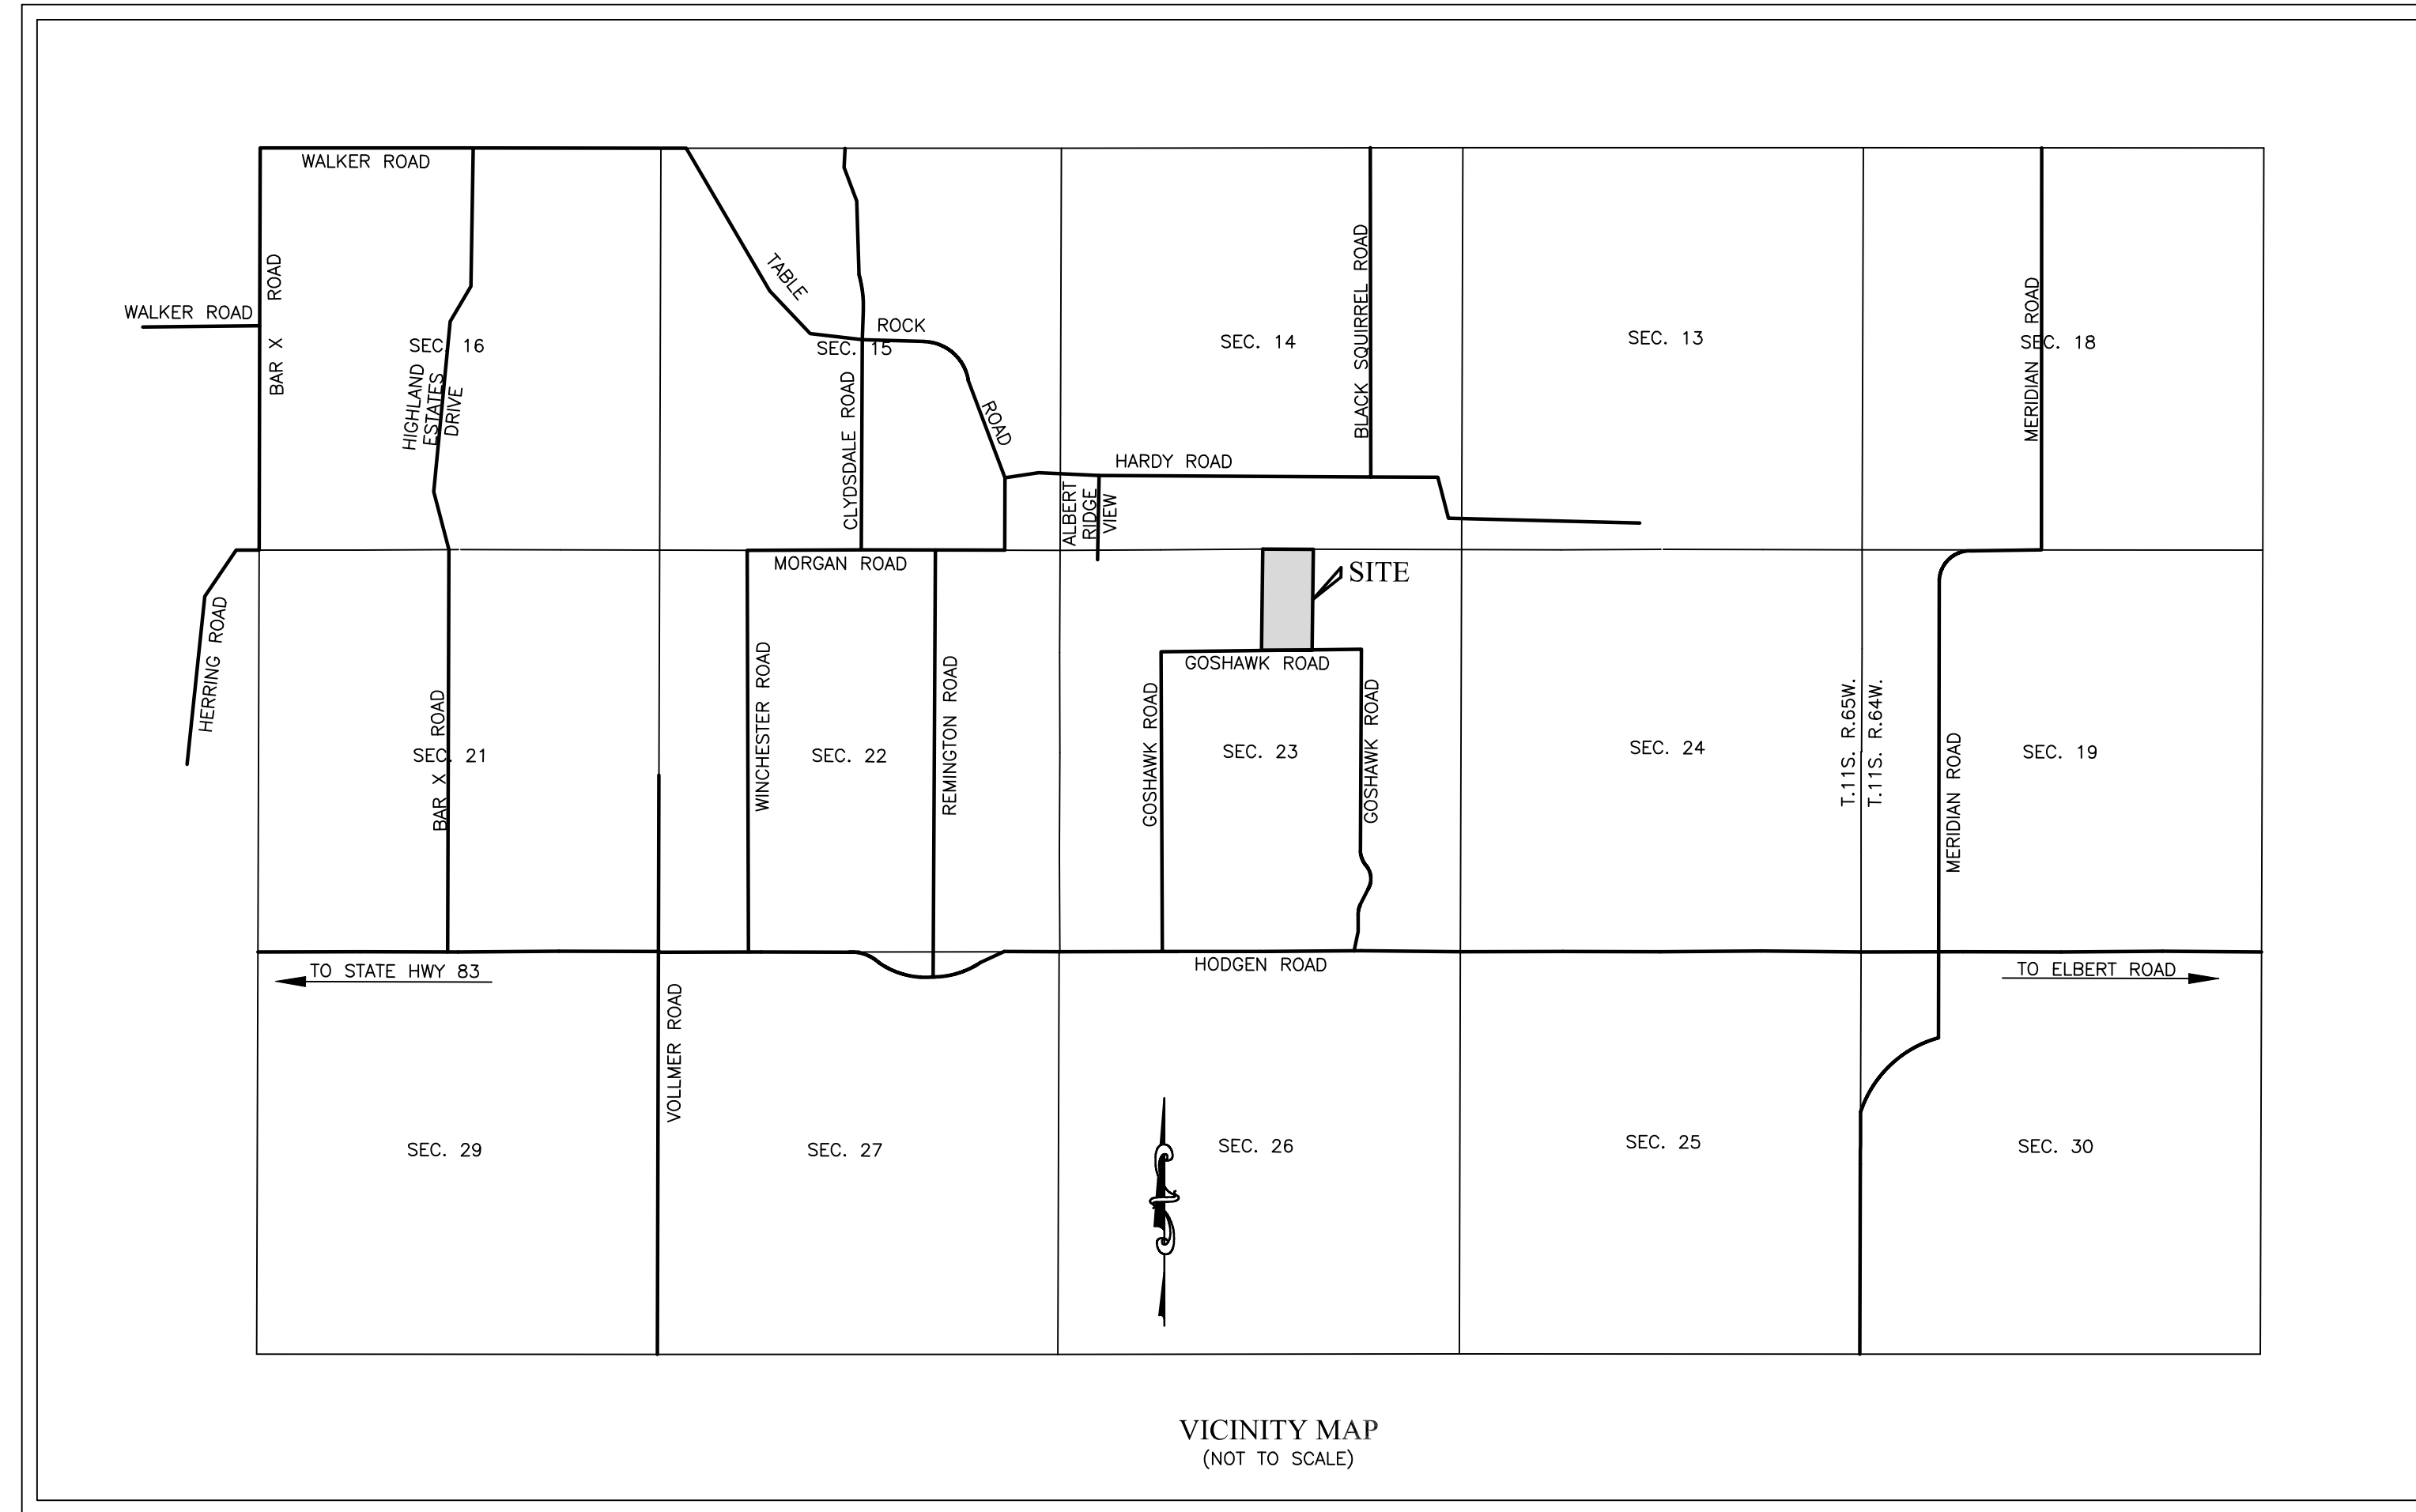 WALKER ROAD
WALKER ROAD
BAR X ROAD
SEC. 16
HIGHLAND
ESTATES
DRIVE
TABLE
ROCK
ROAD
SEC. 15
CLYDSDALE ROAD
SEC. 14
BLACK SQUIRREL ROAD
SEC. 13
MERIDIAN ROAD
SEC. 18
HARDY ROAD
ALBERT
RIDGE
VIEW
HERRING ROAD
MORGAN ROAD
SITE
GOSHAWK ROAD
BAR X ROAD
SEC. 21
WINCHESTER ROAD
SEC. 22
REMINGTON ROAD
GOSHAWK ROAD
SEC. 23
GOSHAWK ROAD
SEC. 24
T.11S. R.65W.
T.11S. R.64W.
MERIDIAN ROAD
SEC. 19
TO STATE HWY 83
HODGEN ROAD
TO ELBERT ROAD
VOLLMER ROAD
SEC. 29
SEC. 27
SEC. 26
SEC. 25
SEC. 30
VICINITY MAP
(NOT TO SCALE)